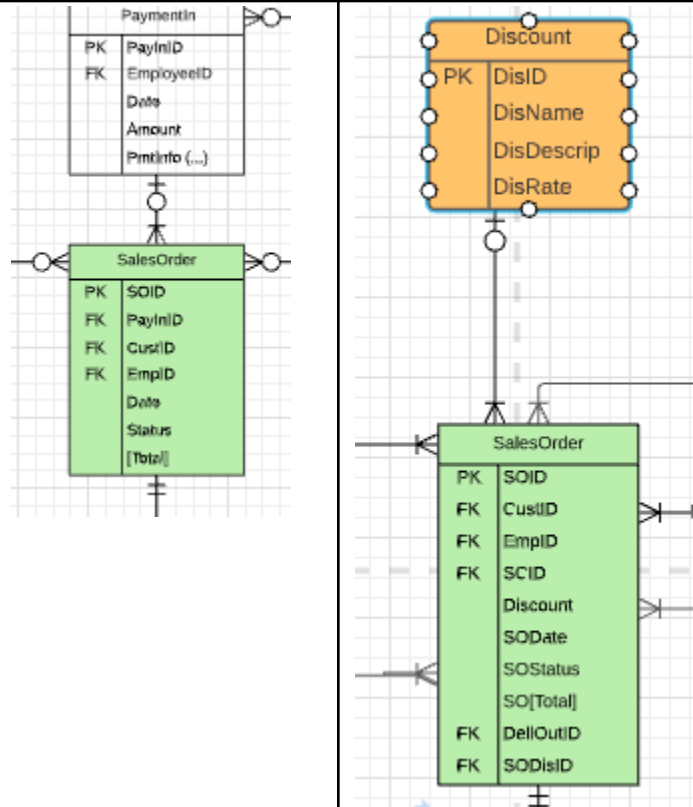 PaymentIn
PK PayInID
FK EmployeeID
Date
Amount
PmtInfo (...)
SalesOrder
PK SOID
FK PayInID
FK CustID
FK EmpID
Date
Status
[Total]
Discount
PK DisID
DisName
DisDescrip
DisRate
SalesOrder
PK SOID
FK CustID
FK EmpID
FK SCID
Discount
SODate
SOStatus
SO[Total]
FK DellOutID
FK SODisID